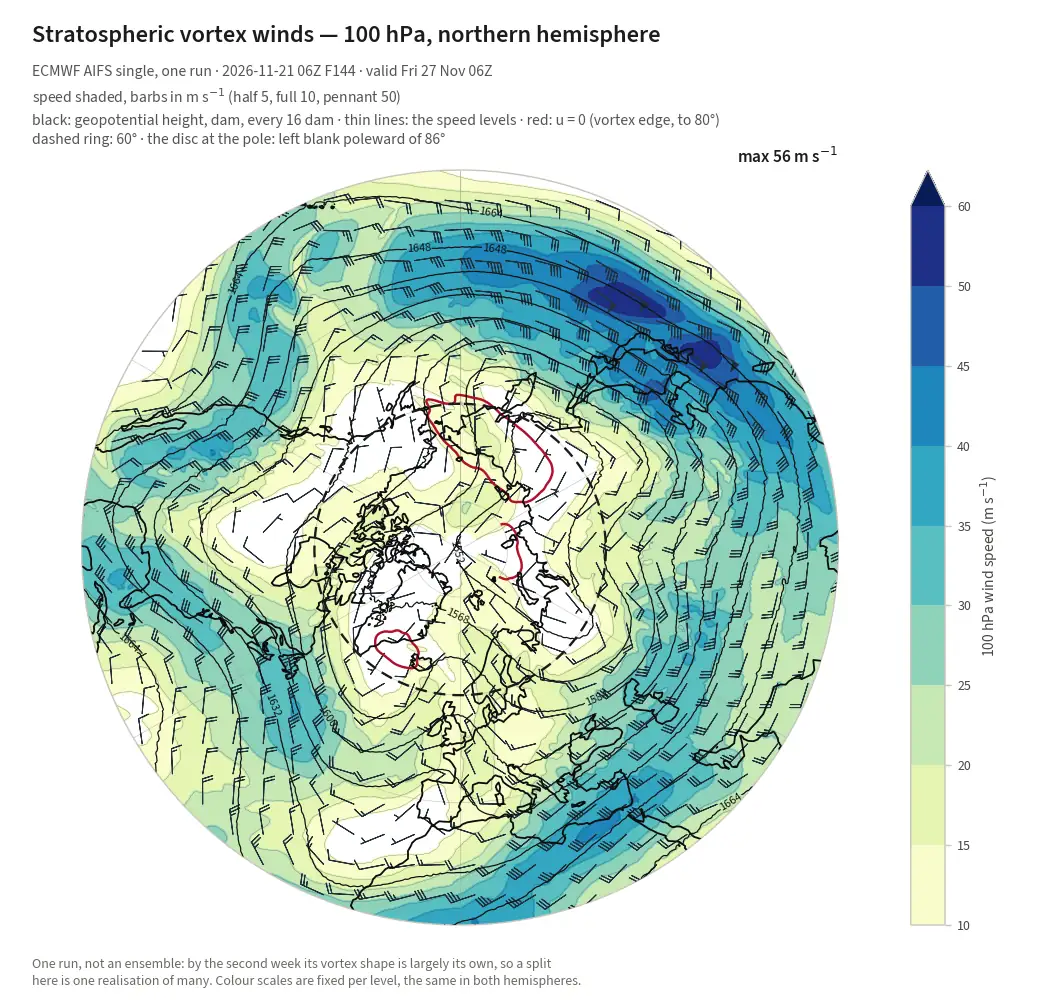 Stratospheric vortex winds — 100 hPa, northern hemisphere
ECMWF AIFS single, one run · 2026-11-21 06Z F144 · valid Fri 27 Nov 06Z
speed shaded, barbs in m s⁻¹ (half 5, full 10, pennant 50)
black: geopotential height, dam, every 16 dam · thin lines: the speed levels · red: u = 0 (vortex edge, to 80°)
dashed ring: 60° · the disc at the pole: left blank poleward of 86°
max 56 m s⁻¹
1664
1648
1648
1664
1568
1632
1664
1664
60
50
45
40
35
30
25
20
15
10
100 hPa wind speed (m s⁻¹)
One run, not an ensemble: by the second week its vortex shape is largely its own, so a split
here is one realisation of many. Colour scales are fixed per level, the same in both hemispheres.